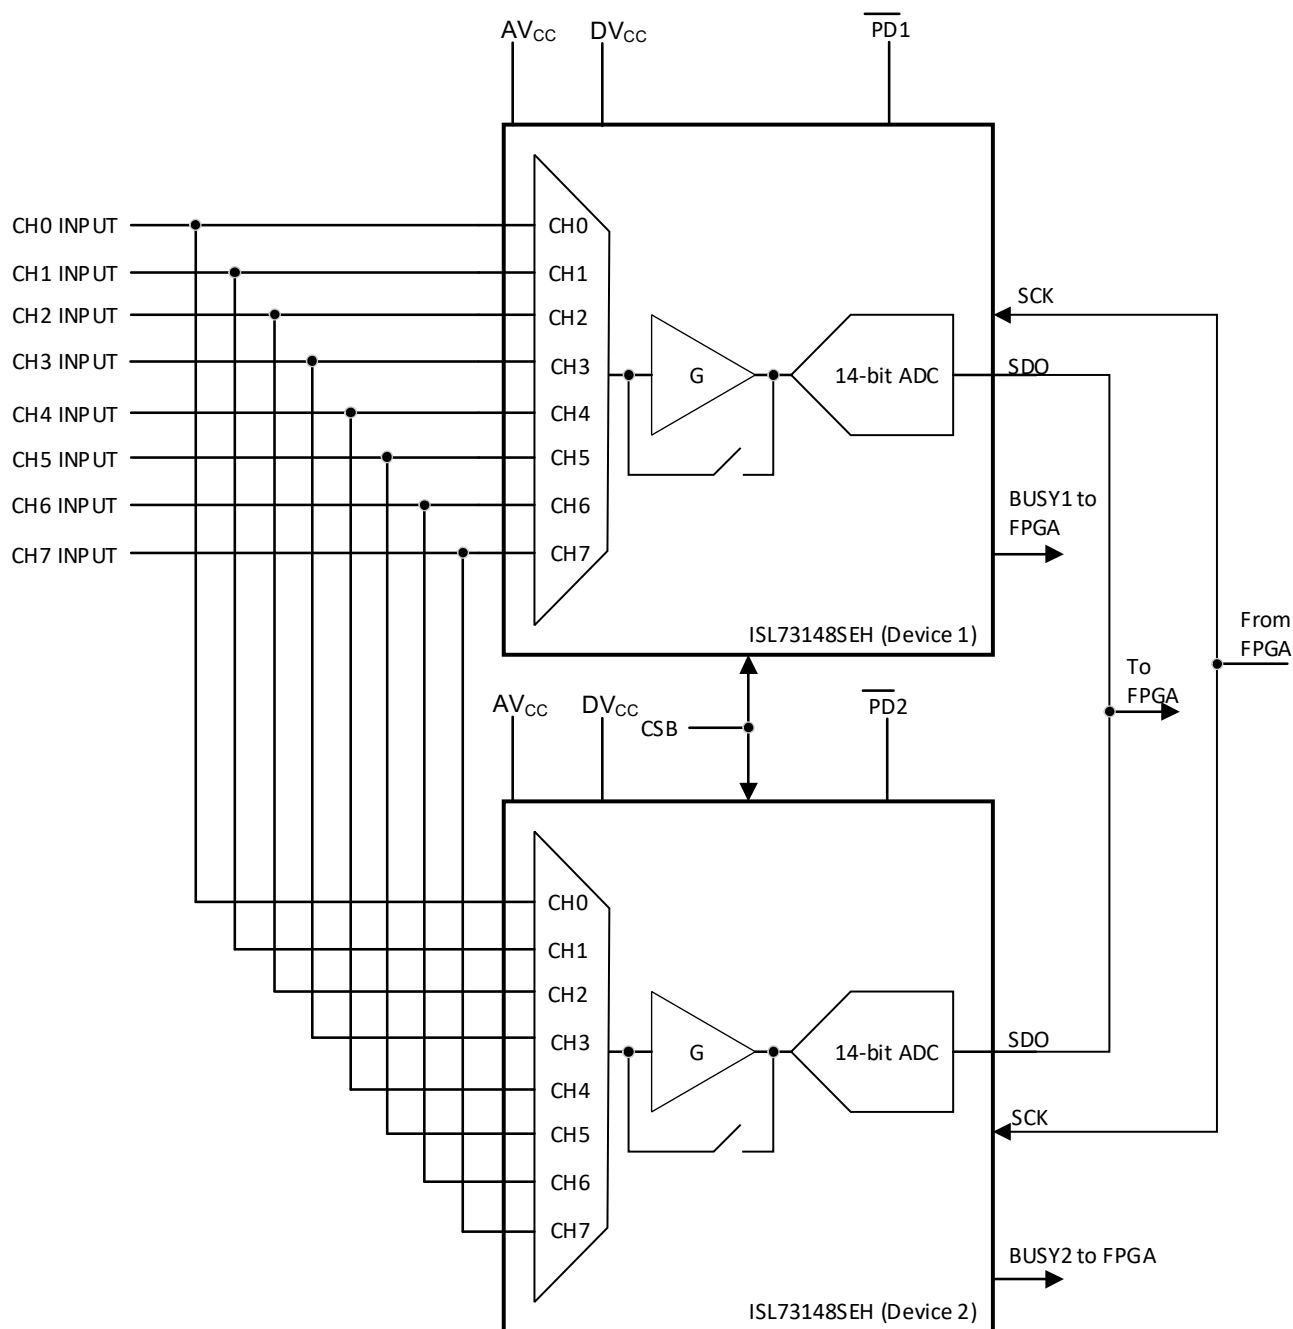 AVCC
DVCC
PD1
CH0 INPUT
CH0
CH1 INPUT
CH1
CH2 INPUT
CH2
CH3 INPUT
CH3
CH4 INPUT
CH4
CH5 INPUT
CH5
CH6 INPUT
CH6
CH7 INPUT
CH7
G
14-bit ADC
SCK
SDO
BUSY1 to
FPGA
ISL73148SEH (Device 1)
From
FPGA
To
FPGA
AVCC
DVCC
CSB
PD2
CH0
CH1
CH2
CH3
CH4
CH5
CH6
CH7
G
14-bit ADC
SDO
SCK
BUSY2 to FPGA
ISL73148SEH (Device 2)